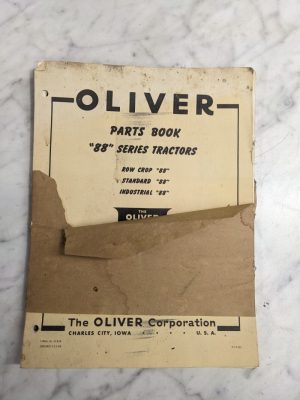 OLIVER
PARTS BOOK
"88" SERIES TRACTORS
ROW CROP "88"
STANDARD "88"
INDUSTRIAL "88"
THE
OLIVER
The OLIVER Corporation
CHARLES CITY, IOWA • • • • • U. S. A.